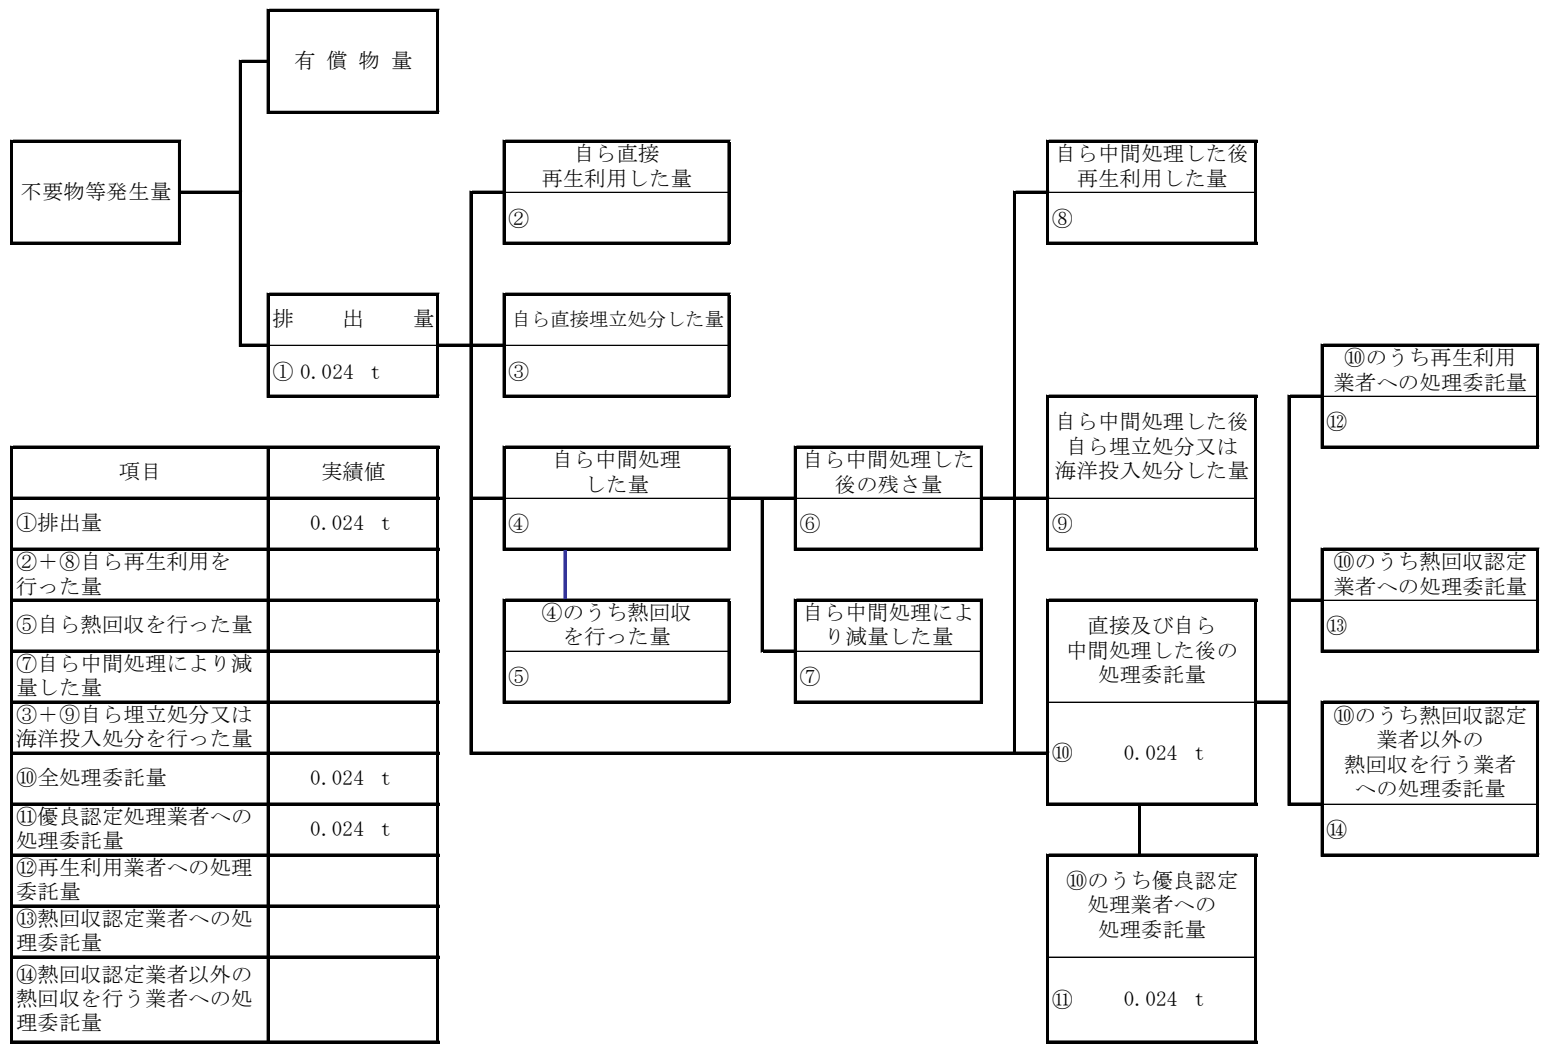 有償物量
不要物等発生量
排出量
①0.024 t
自ら直接
再生利用した量
②
自ら直接埋立処分した量
③
自ら中間処理
した量
④
④のうち熱回収
を行った量
⑤
自ら中間処理した
後の残さ量
⑥
自ら中間処理によ
り減量した量
⑦
自ら中間処理した後
再生利用した量
⑧
自ら中間処理した後
自ら埋立処分又は
海洋投入処分した量
⑨
直接及び自ら
中間処理した後の
処理委託量
⑩ 0.024 t
⑩のうち優良認定
処理業者への
処理委託量
⑪ 0.024 t
⑩のうち再生利用
業者への処理委託量
⑫
⑩のうち熱回収認定
業者への処理委託量
⑬
⑩のうち熱回収認定
業者以外の
熱回収を行う業者
への処理委託量
⑭
項目 実績値
①排出量 0.024 t
②+⑧自ら再生利用を
行った量
⑤自ら熱回収を行った量
⑦自ら中間処理により減
量した量
③+⑨自ら埋立処分又は
海洋投入処分を行った量
⑩全処理委託量 0.024 t
⑪優良認定処理業者への
処理委託量 0.024 t
⑫再生利用業者への処理
委託量
⑬熱回収認定業者への処
理委託量
⑭熱回収認定業者以外の
熱回収を行う業者への処
理委託量